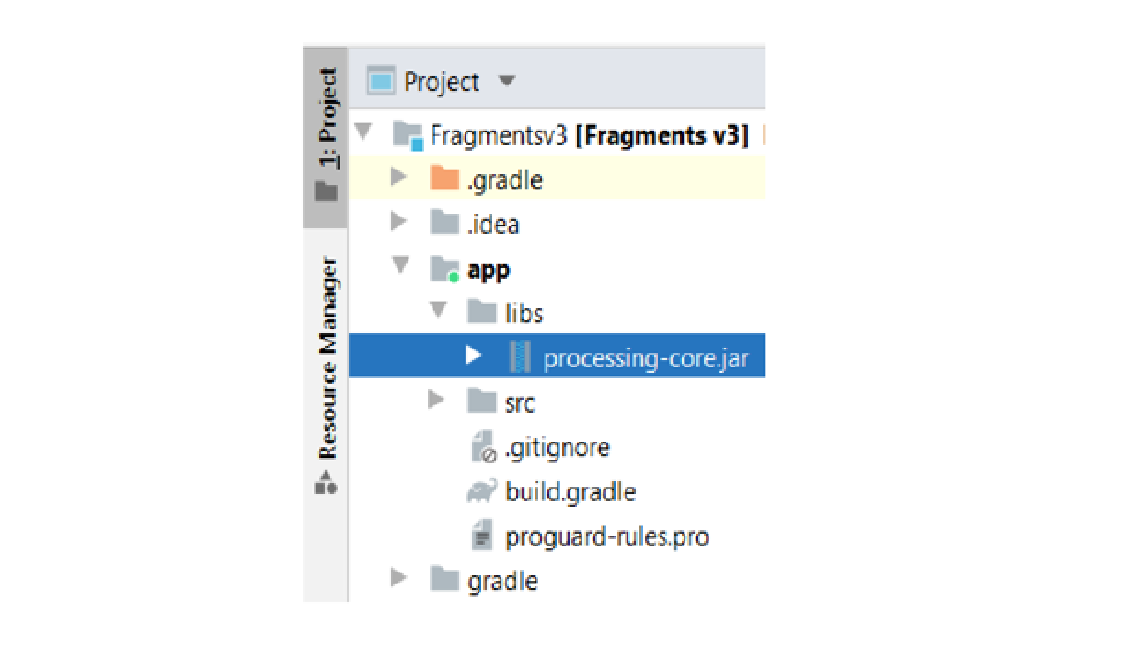 Project
1: Project
Resource Manager
Fragmentsv3 [Fragments v3]
.gradle
.idea
app
libs
processing-core.jar
src
.gitignore
build.gradle
proguard-rules.pro
gradle